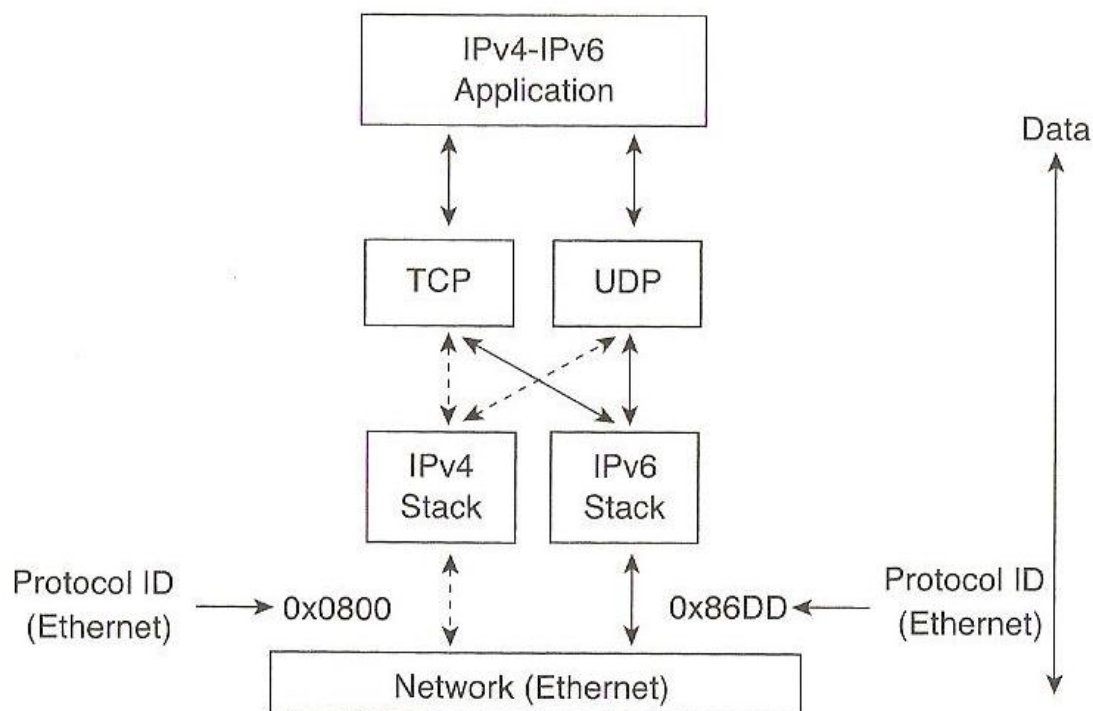 IPv4-IPv6
Application
Data
TCP
UDP
IPv4
Stack
IPv6
Stack
Protocol ID
(Ethernet)
0x0800
0x86DD
Protocol ID
(Ethernet)
Network (Ethernet)